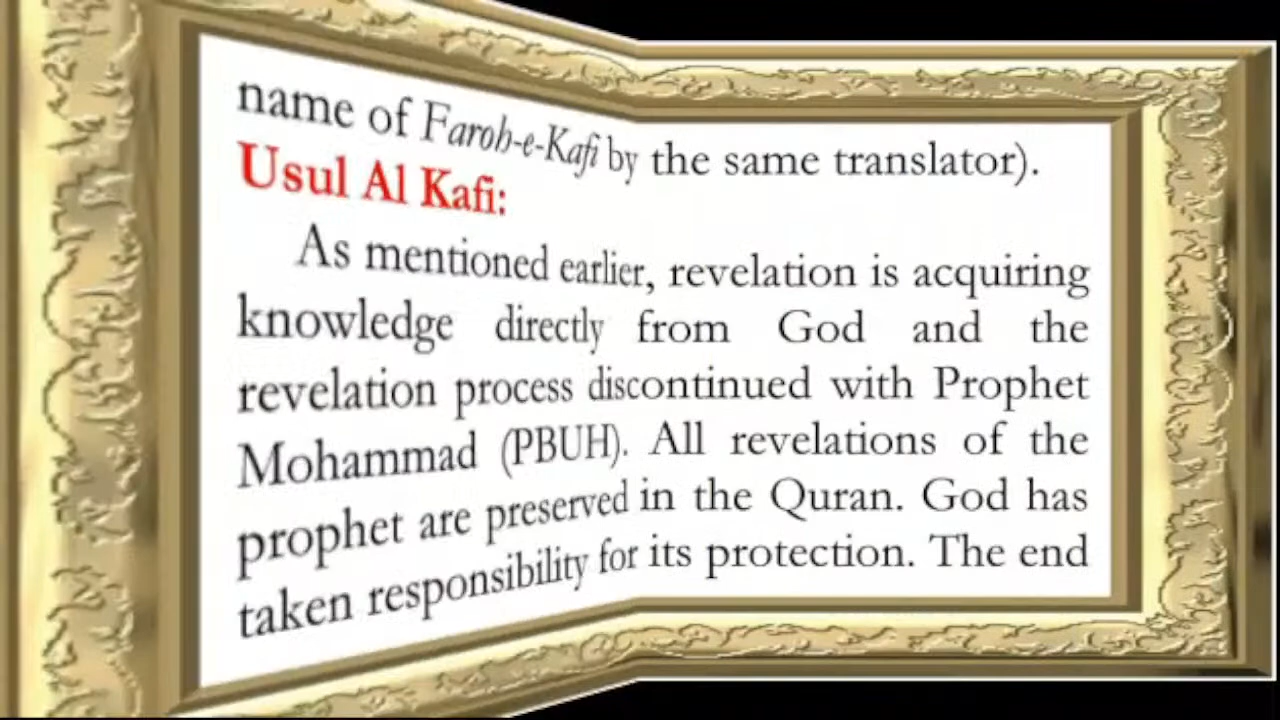 name of Faroh-e-Kafi by the same translator).
Usul Al Kafi:
As mentioned earlier, revelation is acquiring
knowledge directly from God and the
revelation process discontinued with Prophet
Mohammad (PBUH). All revelations of the
prophet are preserved in the Quran. God has
taken responsibility for its protection. The end